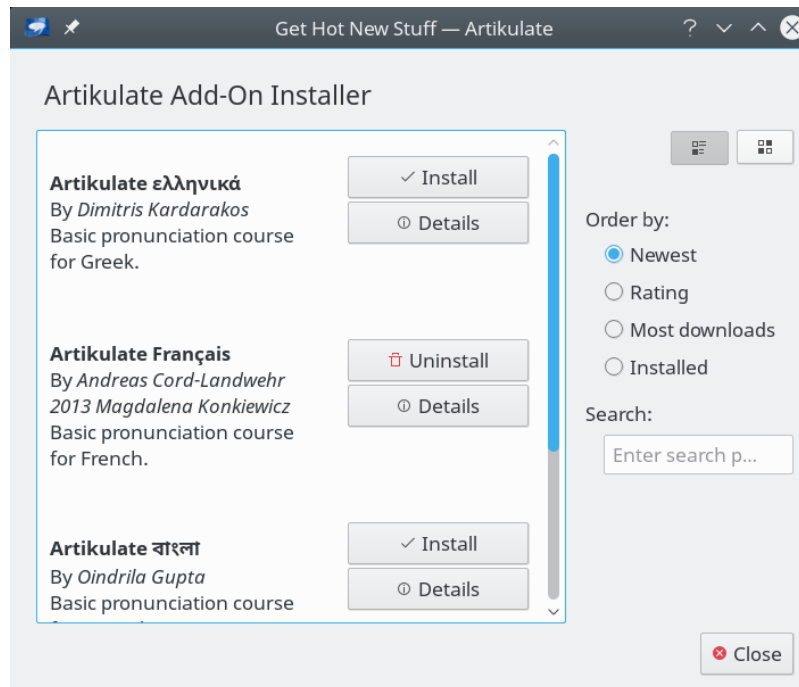 Get Hot New Stuff — Artikulate
Artikulate Add-On Installer
Artikulate ελληνικά
By Dimitris Kardarakos
Basic pronunciation course
for Greek.
Install
Details
Artikulate Français
By Andreas Cord-Landwehr
2013 Magdalena Konkiewicz
Basic pronunciation course
for French.
Uninstall
Details
Artikulate বাংলা
By Oindrila Gupta
Basic pronunciation course
Install
Details
Order by:
Newest
Rating
Most downloads
Installed
Search:
Enter search p...
Close